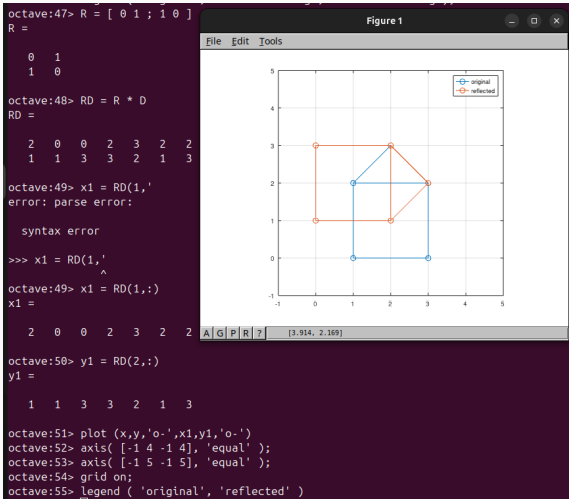 octave:47> R = [ 0 1 ; 1 0 ]
R =
0 1
1 0
octave:48> RD = R * D
RD =
2 0 0 2 3 2 2
1 1 3 3 2 1 3
octave:49> x1 = RD(1,'
error: parse error:
syntax error
>>> x1 = RD(1,'
^
octave:49> x1 = RD(1,:)
x1 =
2 0 0 2 3 2 2
octave:50> y1 = RD(2,:)
y1 =
1 1 3 3 2 1 3
octave:51> plot (x,y,'o-',x1,y1,'o-')
octave:52> axis( [-1 4 -1 4], 'equal' );
octave:53> axis( [-1 5 -1 5], 'equal' );
octave:54> grid on;
octave:55> legend ( 'original', 'reflected' )
Figure 1
File Edit Tools
original
reflected
5
4
3
2
1
0
-1
-1 0 1 2 3 4 5
A G P R ? [3.914, 2.169]